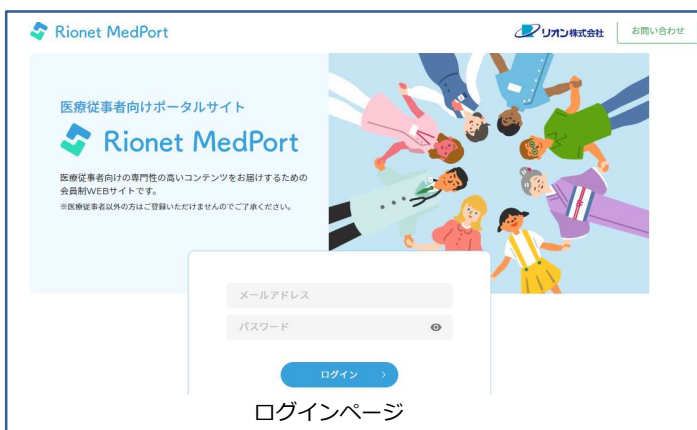 Rionet MedPort
リオン株式会社
お問い合わせ
医療従事者向けポータルサイト
Rionet MedPort
医療従事者向けの専門性の高いコンテンツをお届けするための
会員制WEBサイトです。
※医療従事者以外の方はご登録いただけませんのでご了承ください。
メールアドレス
パスワード
ログイン
ログインページ